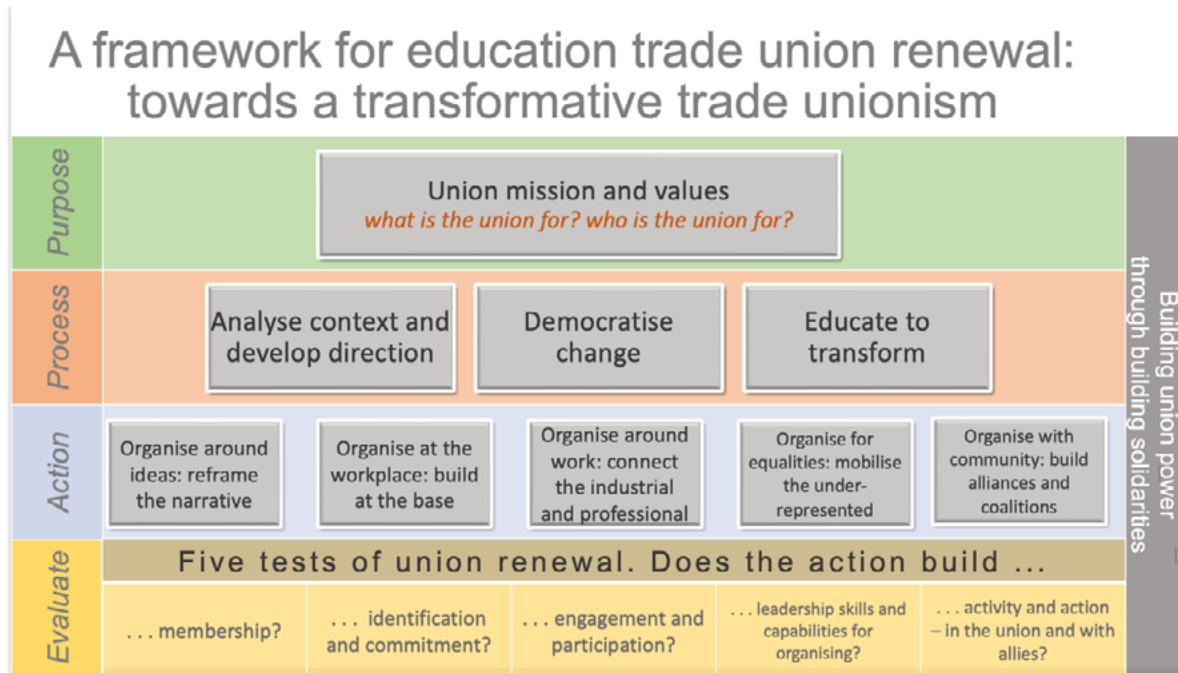 A framework for education trade union renewal:
towards a transformative trade unionism
Purpose
Union mission and values
what is the union for? who is the union for?
Process
Analyse context and
develop direction
Democratise
change
Educate to
transform
Action
Organise around
ideas: reframe
the narrative
Organise at the
workplace: build
at the base
Organise around
work: connect
the industrial
and professional
Organise for
equalities: mobilise
the under-
represented
Organise with
community: build
alliances and
coalitions
Evaluate
Five tests of union renewal. Does the action build ...
... membership?
... identification
and commitment?
... engagement and
participation?
... leadership skills and
capabilities for
organising?
... activity and action
– in the union and with
allies?
Building union power –
through building solidarities